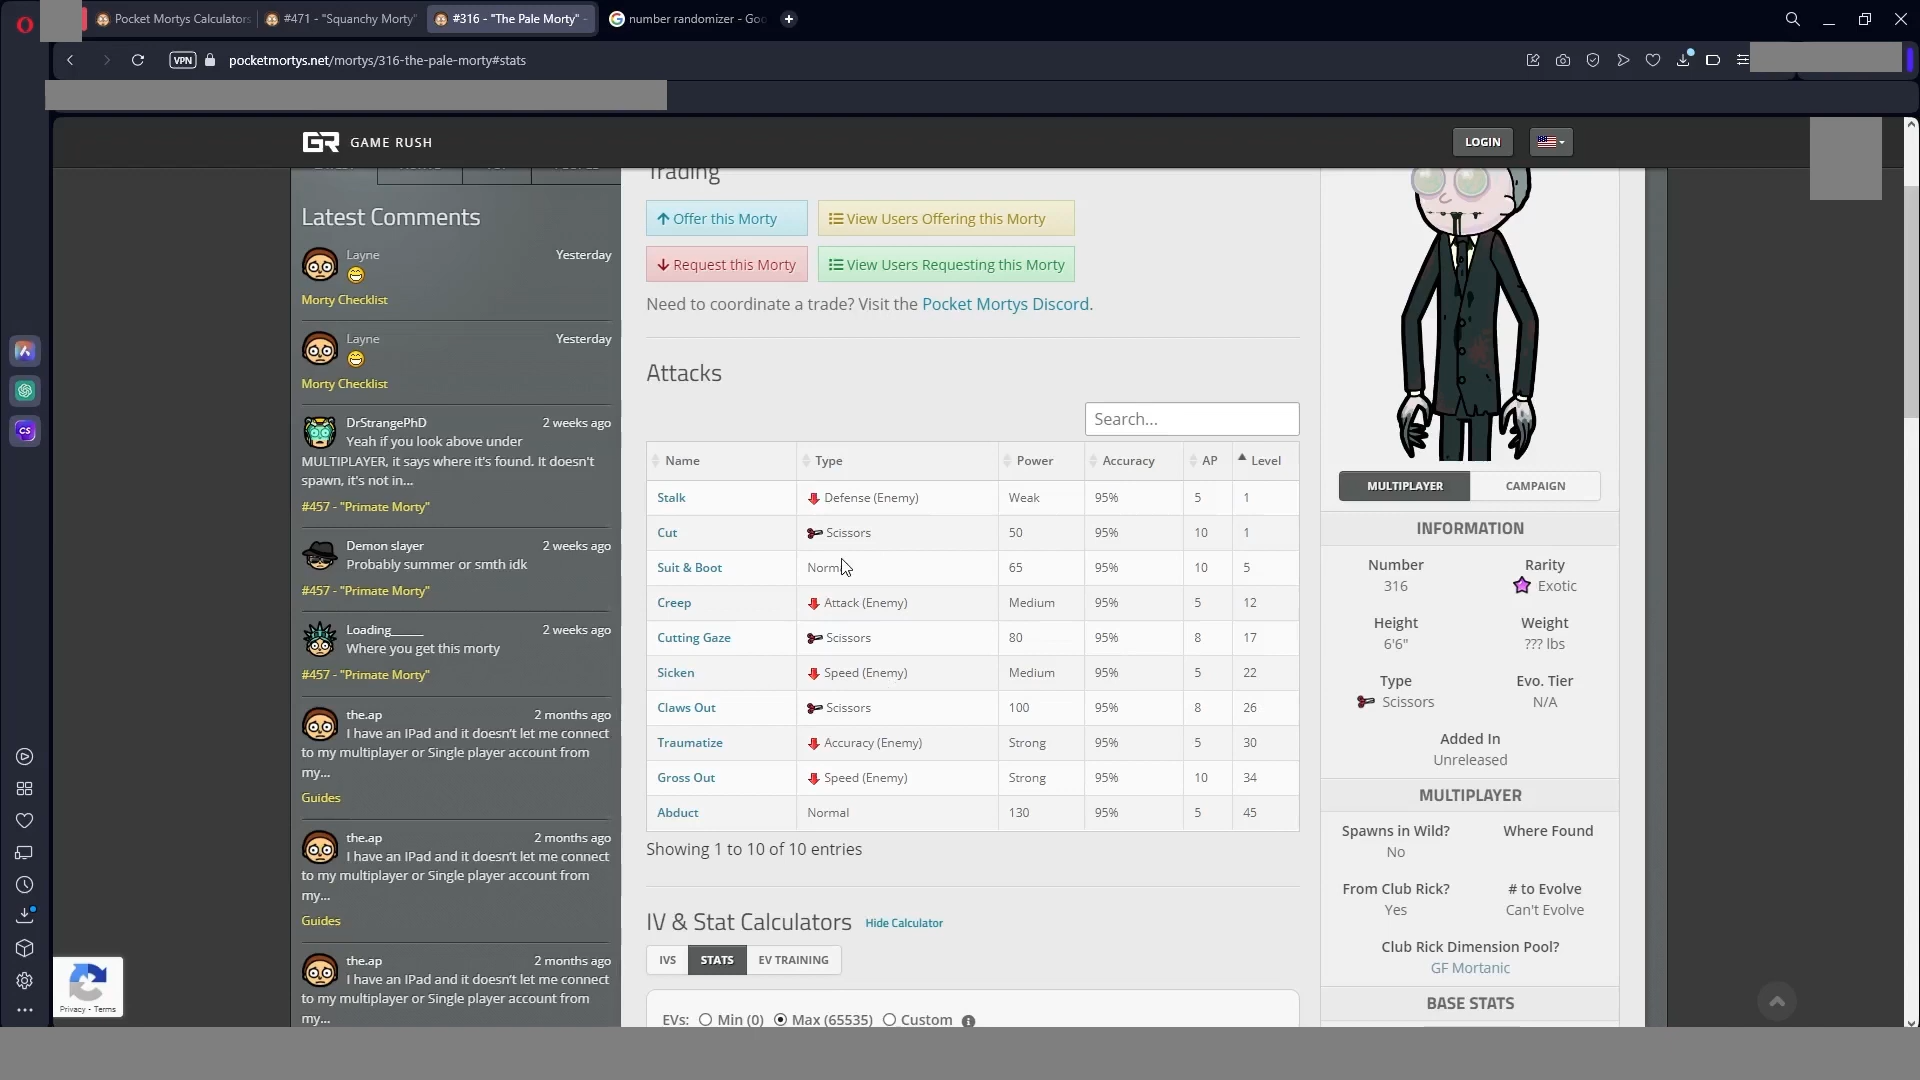 Pocket Mortys Calculators
#471 - "Squanchy Morty"
#316 - "The Pale Morty" -
number randomizer - Goo
VPN
pocketmortys.net/mortys/316-the-pale-morty#stats
GR GAME RUSH
LOGIN
Latest Comments
Layne Yesterday
Morty Checklist
Layne Yesterday
Morty Checklist
DrStrangePhD 2 weeks ago
Yeah if you look above under
MULTIPLAYER, it says where it's found. It doesn't
spawn, it's not in...
#457 - "Primate Morty"
Demon slayer 2 weeks ago
Probably summer or smth idk
#457 - "Primate Morty"
Loading_____ 2 weeks ago
Where you get this morty
#457 - "Primate Morty"
the.ap 2 months ago
I have an IPad and it doesn't let me connect
to my multiplayer or Single player account from
my...
Guides
the.ap 2 months ago
I have an IPad and it doesn't let me connect
to my multiplayer or Single player account from
my...
Guides
the.ap 2 months ago
I have an IPad and it doesn't let me connect
to my multiplayer or Single player account from
my...
Privacy - Terms
CS
Trading
Offer this Morty
View Users Offering this Morty
Request this Morty
View Users Requesting this Morty
Need to coordinate a trade? Visit the Pocket Mortys Discord.
Attacks
Search...
Name Type Power Accuracy AP Level
Stalk Defense (Enemy) Weak 95% 5 1
Cut Scissors 50 95% 10 1
Suit & Boot Normal 65 95% 10 5
Creep Attack (Enemy) Medium 95% 5 12
Cutting Gaze Scissors 80 95% 8 17
Sicken Speed (Enemy) Medium 95% 5 22
Claws Out Scissors 100 95% 8 26
Traumatize Accuracy (Enemy) Strong 95% 5 30
Gross Out Speed (Enemy) Strong 95% 10 34
Abduct Normal 130 95% 5 45
Showing 1 to 10 of 10 entries
IV & Stat Calculators Hide Calculator
IVS STATS EV TRAINING
EVs: Min (0) Max (65535) Custom
MULTIPLAYER CAMPAIGN
INFORMATION
Number Rarity
316 Exotic
Height Weight
6'6" ??? lbs
Type Evo. Tier
Scissors N/A
Added In
Unreleased
MULTIPLAYER
Spawns in Wild? Where Found
No
From Club Rick? # to Evolve
Yes Can't Evolve
Club Rick Dimension Pool?
GF Mortanic
BASE STATS